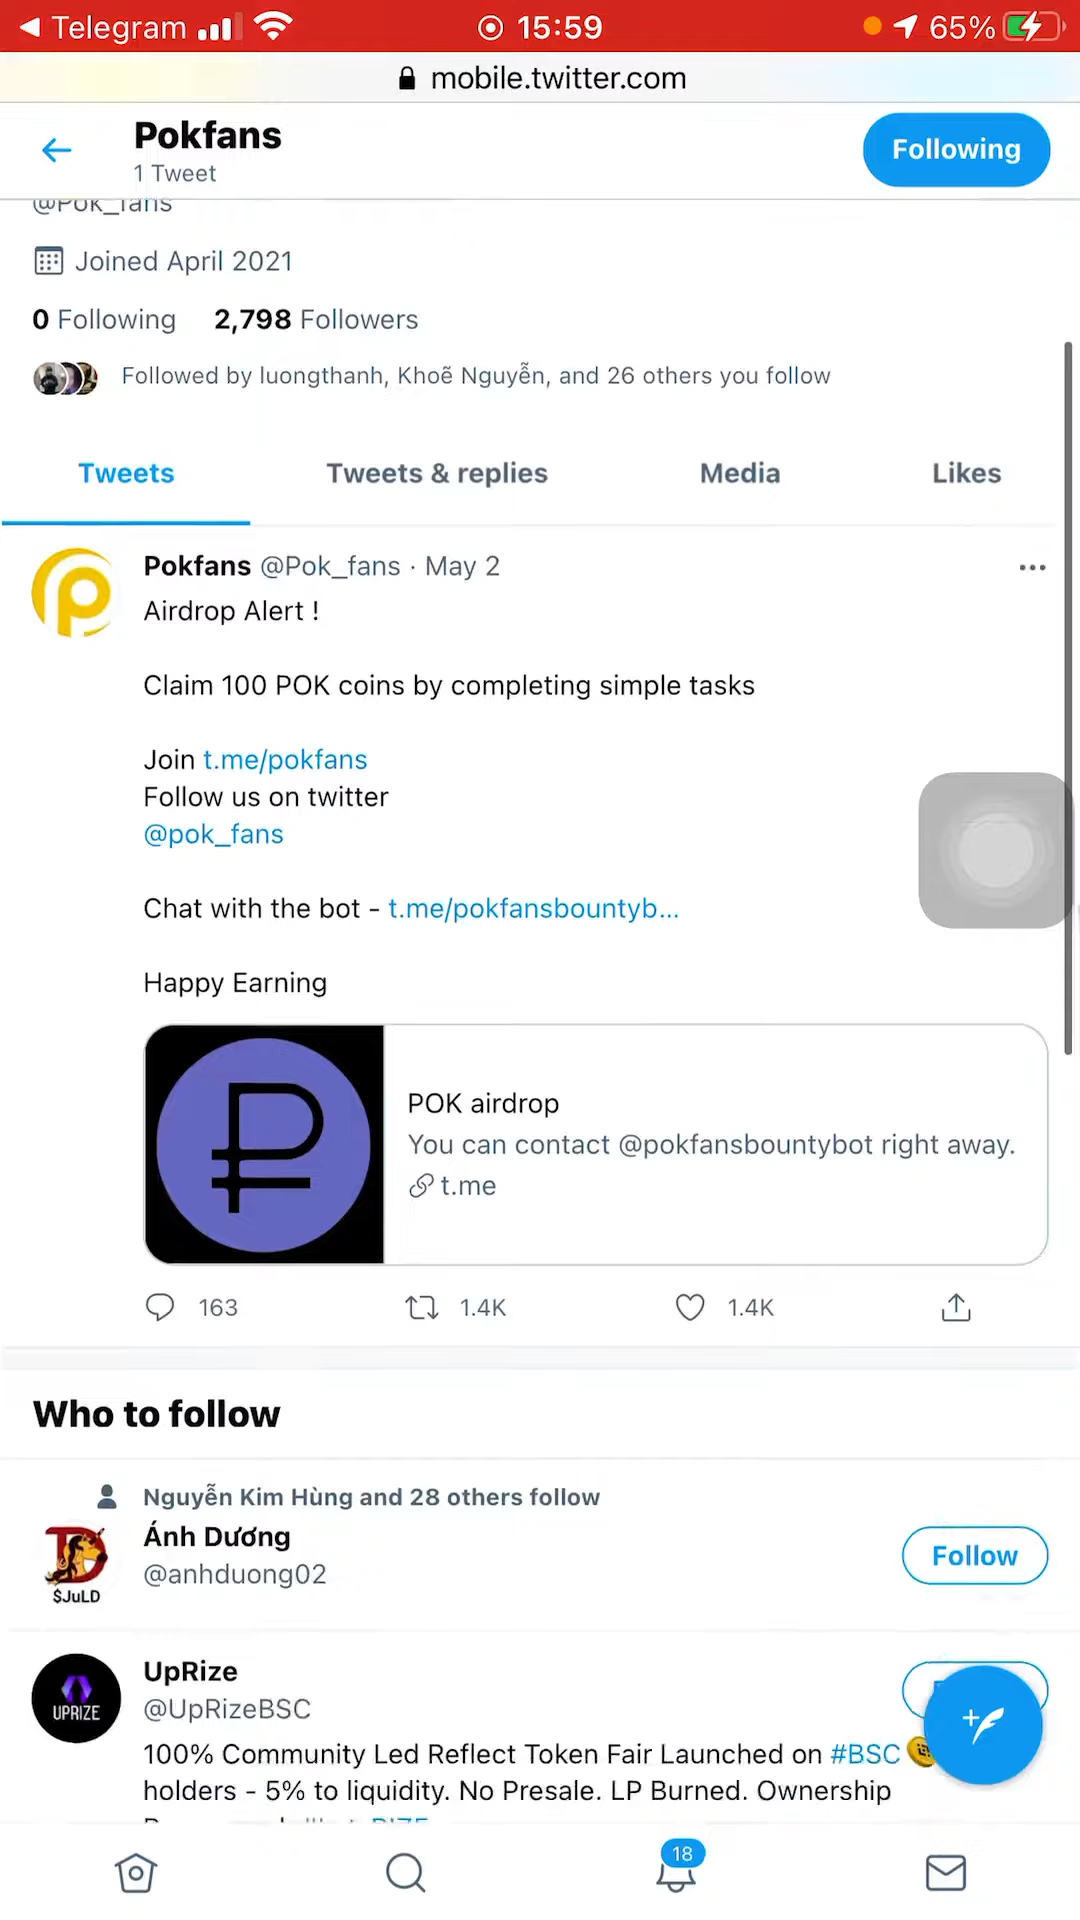 Telegram
15:59
65%
mobile.twitter.com
Pokfans
1 Tweet
Following
@Pok_fans
Joined April 2021
0 Following 2,798 Followers
Followed by luongthanh, Khoẽ Nguyễn, and 26 others you follow
Tweets Tweets & replies Media Likes
Pokfans @Pok_fans · May 2
Airdrop Alert !
Claim 100 POK coins by completing simple tasks
Join t.me/pokfans
Follow us on twitter
@pok_fans
Chat with the bot - t.me/pokfansbountyb...
Happy Earning
POK airdrop
You can contact @pokfansbountybot right away.
t.me
163 1.4K 1.4K
Who to follow
Nguyễn Kim Hùng and 28 others follow
Ánh Dương
@anhduong02
Follow
$JuLD
UpRize
@UpRizeBSC
UPRIZE
100% Community Led Reflect Token Fair Launched on #BSC
holders - 5% to liquidity. No Presale. LP Burned. Ownership
18